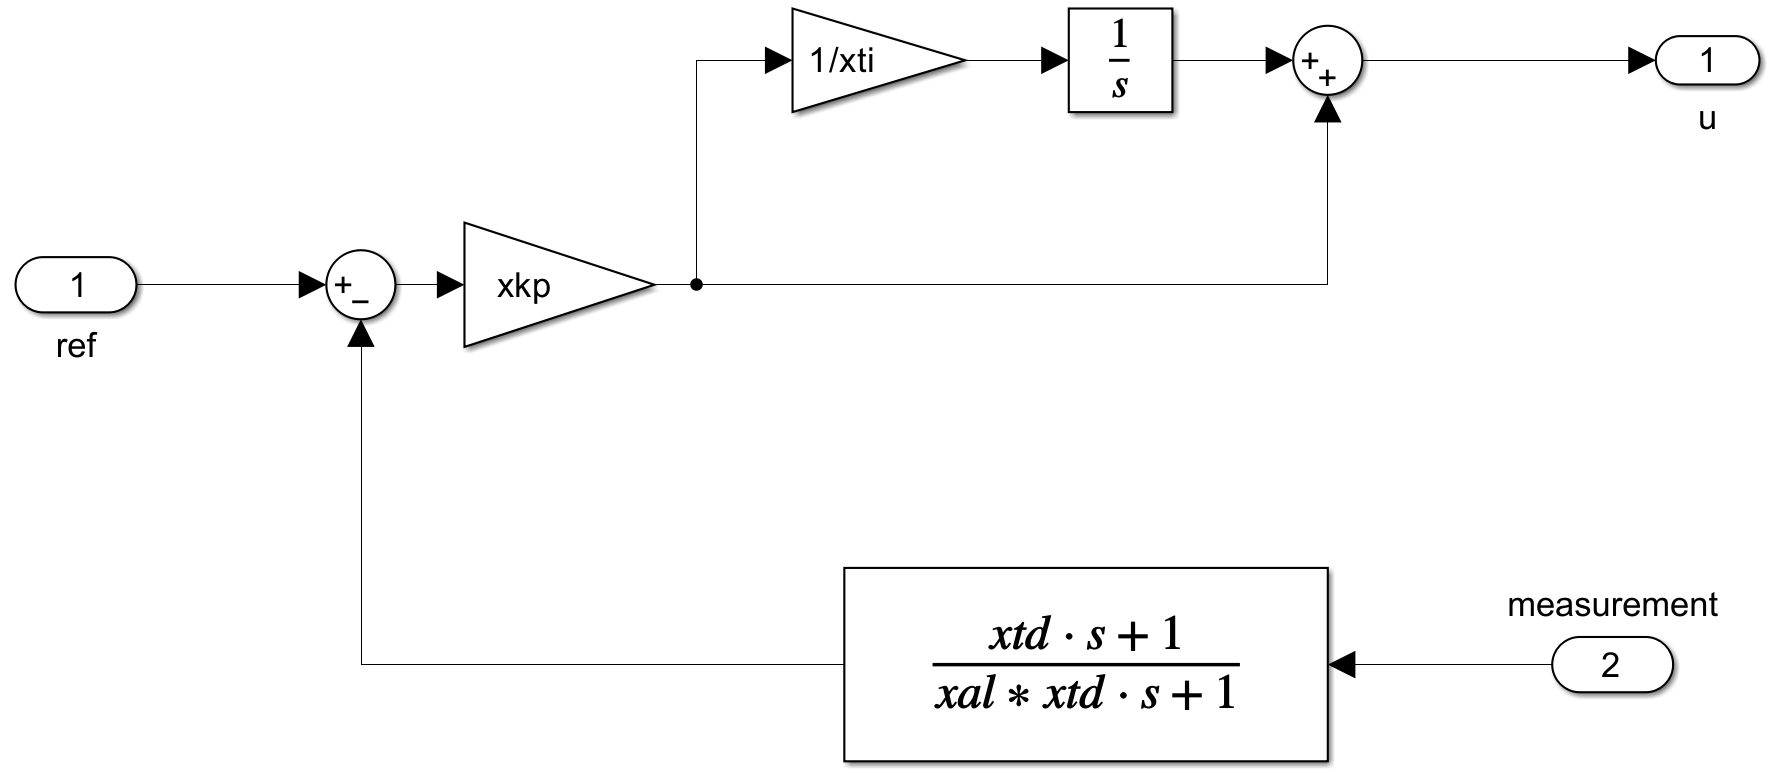 1/xti
1
s
+
+
1
u
1
ref
+
−
xkp
measurement
2
xtd · s + 1
xal * xtd · s + 1